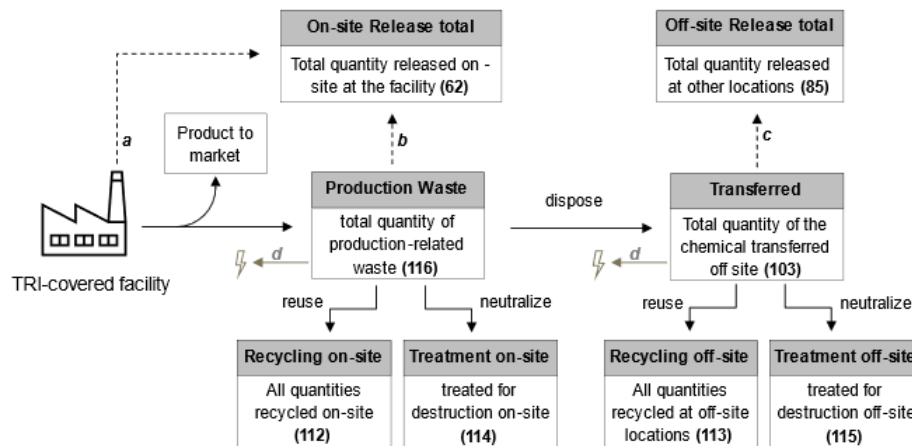 On-site Release total
Total quantity released on -
site at the facility (62)
Off-site Release total
Total quantity released
at other locations (85)
a
Product to
market
b
c
Production Waste
total quantity of
production-related
waste (116)
dispose
Transferred
Total quantity of the
chemical transferred
off site (103)
d
d
TRI-covered facility
reuse
neutralize
reuse
neutralize
Recycling on-site
All quantities
recycled on-site
(112)
Treatment on-site
treated for
destruction on-site
(114)
Recycling off-site
All quantities
recycled at off-site
locations (113)
Treatment off-site
treated for
destruction off-site
(115)